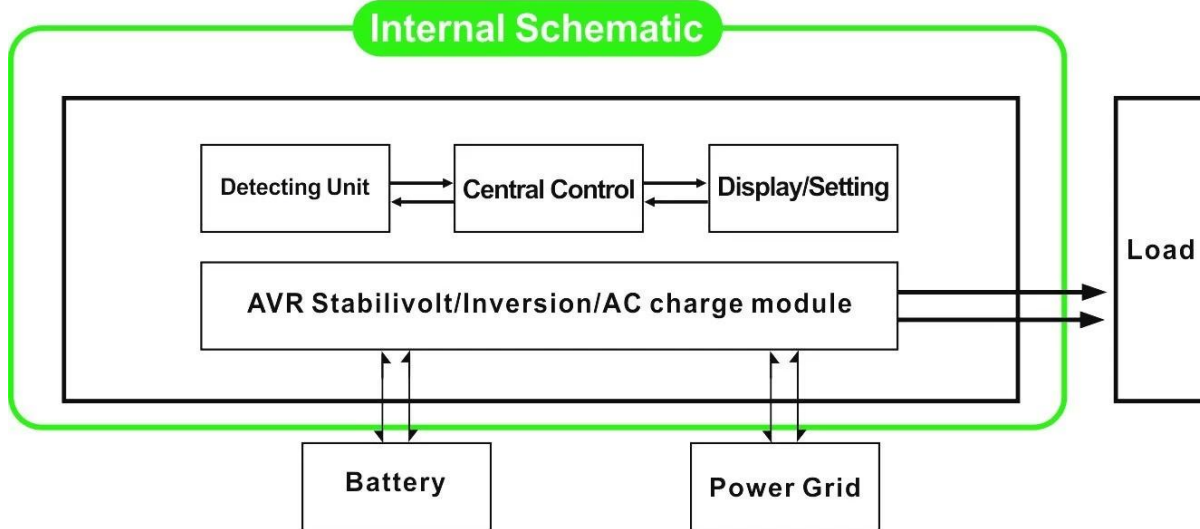 Internal Schematic
Detecting Unit
Central Control
Display/Setting
AVR Stabilivolt/Inversion/AC charge module
Load
Battery
Power Grid